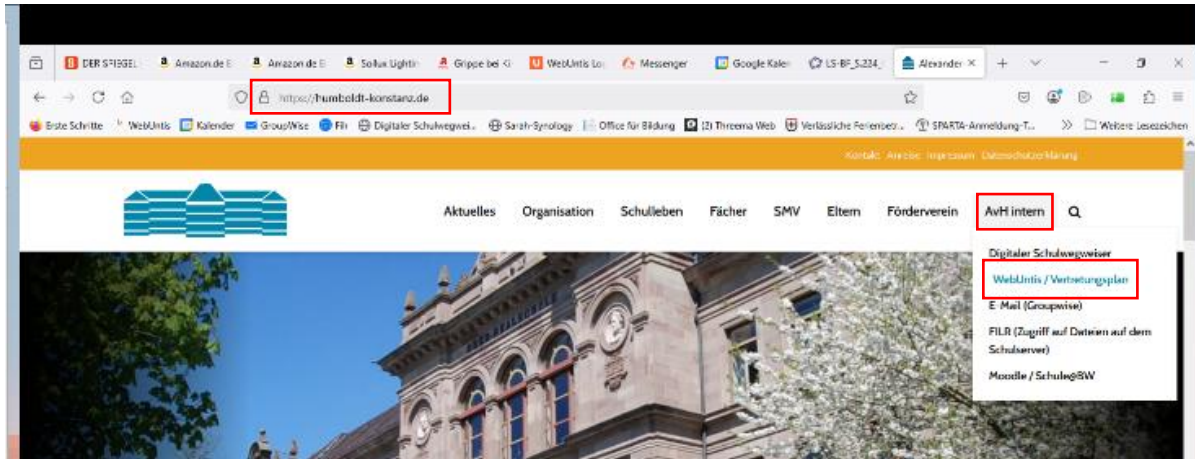 DER SPIEGEL
Amazon.de E
Amazon.de E
Sollux Lightin
Grippe bei Ki
WebUntis Lo
Messenger
Google Kalen
LS-BF_S.224_
Alexander
https://humboldt-konstanz.de
Erste Schritte
WebUntis
Kalender
GroupWise
Filr
Digitaler Schulwegwei...
Sarah-Synology
Office für Bildung
(2) Threema Web
Verlässliche Ferienbetr...
SPARTA-Anmeldung-T...
Weitere Lesezeichen
Kontakt Anreise Impressum Datenschutzerklärung
Aktuelles Organisation Schulleben Fächer SMV Eltern Förderverein AvH intern
Digitaler Schulwegweiser
WebUntis / Vertretungsplan
E-Mail (Groupwise)
FILR (Zugriff auf Dateien auf dem
Schulserver)
Moodle / Schule@BW